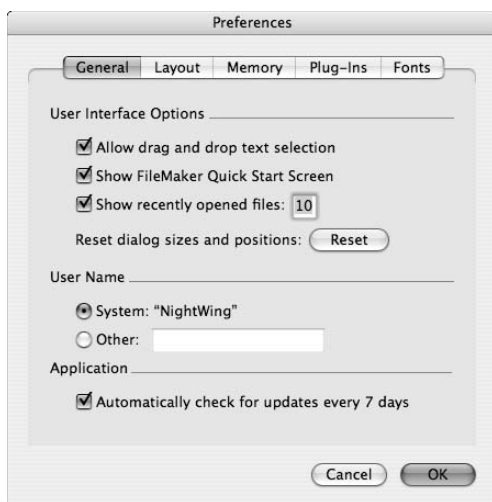 Preferences
General Layout Memory Plug-Ins Fonts
User Interface Options
Allow drag and drop text selection
Show FileMaker Quick Start Screen
Show recently opened files: 10
Reset dialog sizes and positions: Reset
User Name
System: “NightWing”
Other:
Application
Automatically check for updates every 7 days
Cancel OK